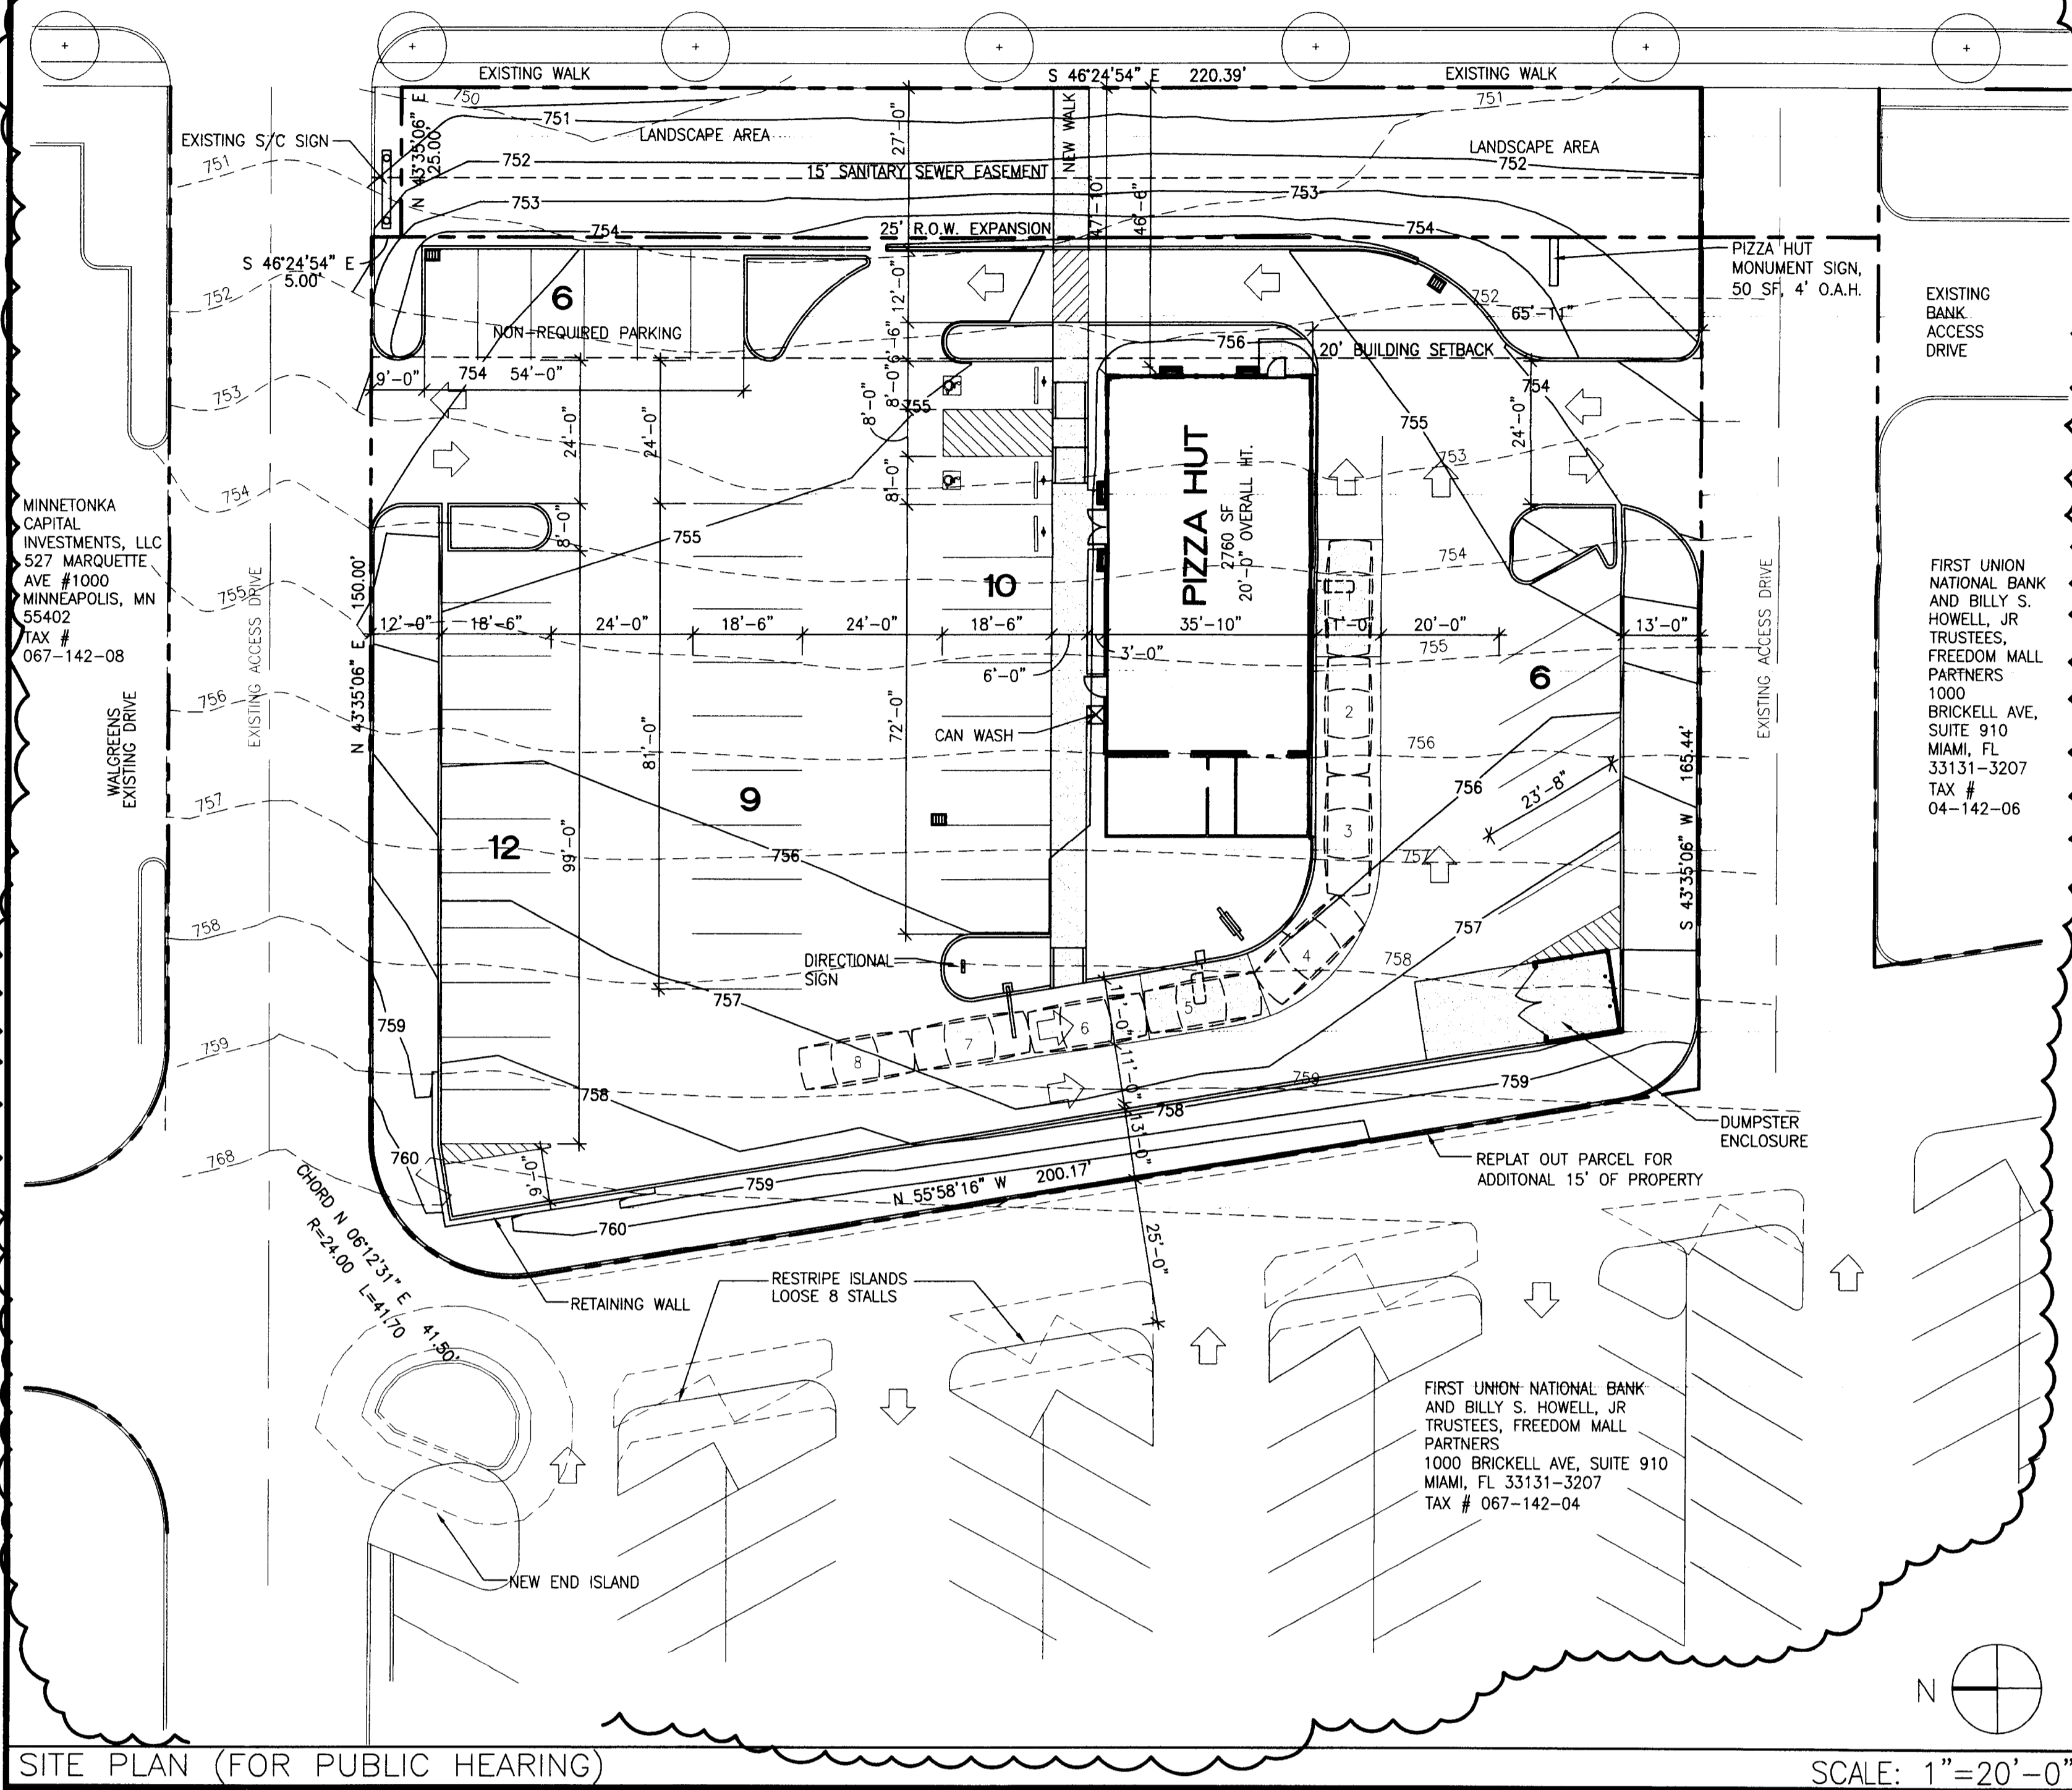 EXISTING WALK
S 46°24'54" E 220.39'
EXISTING WALK
750
751
751
EXISTING S/C SIGN
N 43°35'06" E
25.00'
LANDSCAPE AREA
27'-0"
NEW WALK
LANDSCAPE AREA
751
752
752
15' SANITARY SEWER EASEMENT
753
753
47'-10"
46'-6"
754
25' R.O.W. EXPANSION
754
S 46°24'54" E
5.00'
PIZZA HUT
MONUMENT SIGN,
50 SF, 4' O.A.H.
752
6
12'-0"
752
65'-11"
NON-REQUIRED PARKING
6'-6"
756
20' BUILDING SETBACK
EXISTING
BANK
ACCESS
DRIVE
9'-0"
754
54'-0"
753
8'-0"
755
8'-0"
754
24'-0"
24'-0"
24'-0"
755
753
8'-0"
754
MINNETONKA
CAPITAL
INVESTMENTS, LLC
527 MARQUETTE
AVE #1000
MINNEAPOLIS, MN
55402
TAX #
067-142-08
PIZZA HUT
2760 SF
20'-0" OVERALL HT.
8'-0"
755
754
755
EXISTING ACCESS DRIVE
N 43°35'06" E 150.00'
10
1
EXISTING ACCESS DRIVE
FIRST UNION
NATIONAL BANK
AND BILLY S.
HOWELL, JR
TRUSTEES,
FREEDOM MALL
PARTNERS
1000
BRICKELL AVE,
SUITE 910
MIAMI, FL
33131-3207
TAX #
04-142-06
12'-0"
18'-6"
24'-0"
18'-6"
24'-0"
18'-6"
35'-10"
1'-0"
20'-0"
13'-0"
755
3'-0"
6'-0"
6
756
WALGREENS
EXISTING DRIVE
72'-0"
CAN WASH
2
756
81'-0"
756
23'-8"
S 43°35'06" W 165.44'
757
9
3
12
99'-0"
756
757
758
757
DIRECTIONAL
SIGN
4
758
757
5
759
11'-0"
6
7
8
759
11'-0"
759
759
758
758
13'-0"
DUMPSTER
ENCLOSURE
768
760
9'-0"
759
N 55°58'16" W 200.17'
REPLAT OUT PARCEL FOR
ADDITONAL 15' OF PROPERTY
760
CHORD N 06°12'31" E 41.50'
R=24.00 L=41.70
25'-0"
RETAINING WALL
RESTRIPE ISLANDS
LOOSE 8 STALLS
FIRST UNION NATIONAL BANK
AND BILLY S. HOWELL, JR
TRUSTEES, FREEDOM MALL
PARTNERS
1000 BRICKELL AVE, SUITE 910
MIAMI, FL 33131-3207
TAX # 067-142-04
NEW END ISLAND
N
SITE PLAN (FOR PUBLIC HEARING)
SCALE: 1"=20'-0"